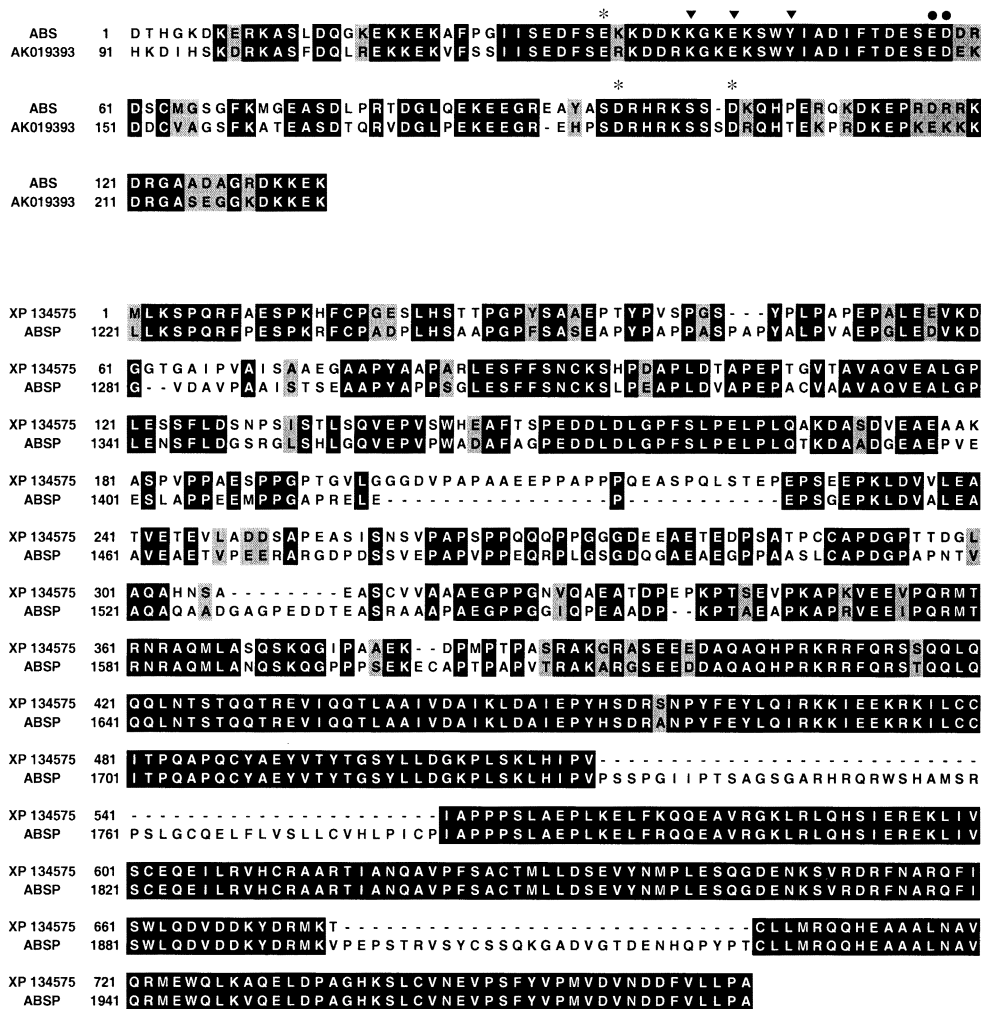 * ▼ ▼ ▼ ● ●
ABS 1 DTHGKDKERKASLDQGKEKKEKAFPGIISEDFSEKKDDKKGKEKSWYIADIFTDESEDDR
AK019393 91 HKDIHSKDRKASFDQLREKKEKVFSSIISEDFSERKDDKKGKEKSWYIADIFTDESEDEK
* *
ABS 61 DSCMGSGFKMGEASDLPRTDGLQEKEEGREAYASDRHRKSS-DKQHPERQKDKEPRDRRK
AK019393 151 DDCVAGSFKATEASDTQRVDGLPEKEEGR-EHPSDRHRKSSSDRQHTEKPRDKEPKEKKK
ABS 121 DRGAADAGRDKKEK
AK019393 211 DRGASEGGKDKKEK
XP 134575 1 MLKSPQRFAESPKHFCPGESLHSTTPGPYSAAEPTYPVSPGS---YPLPAPEPALEEVKD
ABSP 1221 LLKSPQRFPESPKRFCPADPLHSAAPGPFSASEAPYPAPPASPAPYALPVAEPGLEDVKD
XP 134575 61 GGTGAIPVAISAAEGAAPYAAPARLESFFSNCKSHPDAPLDTAPEPTGVTAVAQVEALGP
ABSP 1281 G--VDAVPAAISTSEAAPYAPPSGLESFFSNCKSLPEAPLDVAPEPACVAAVAQVEALGP
XP 134575 121 LESSFLDSNPSISTLSQVEPVSWHEAFTSPEDDLDLGPFSLPELPLQAKDASDVEAEAAK
ABSP 1341 LENSFLDGSRGLSHLGQVEPVPWADAFAGPEDDLDLGPFSLPELPLQTKDAADGEAEPVE
XP 134575 181 ASPVPPAESPPGPTGVLGGGDVPAPAAEEPPAPPPQEASPQLSTEPEPSEEPKLDVVLEA
ABSP 1401 ESLAPPEEMPPGAPRELE----------------P----------EPSGEPKLDVALEA
XP 134575 241 TVETEVLADDSAPEASISNSVPAPSPPQQQPPGGGDEEAETEDPSATPCCAPDGPTTDGL
ABSP 1461 AVEAETVPEERARGDPDSSVEPAPVPPEQRPLGSGDQGAEAEGPPAASLCAPDGPAPNTV
XP 134575 301 AQAHNSA--------EASCVVAAAEGPPGNVQAEATDPEPKPTSEVPKAPKVEEVPQRMT
ABSP 1521 AQAQAADGAGPEDDTEASRAAAPAEGPPGGIQPEAADP--KPTAEAPKAPRVEEIPQRMT
XP 134575 361 RNRAQMLASQSKQGIPAAEK--DPMPTPASRAKGRASEEEDAQAQHPRKRRFQRSSQQLQ
ABSP 1581 RNRAQMLANQSKQGPPPSEKECAPTPAPVTRAKARGSEEDDAQAQHPRKRRFQRSTQQLQ
XP 134575 421 QQLNTSTQQTREVIQQTLAAIVDAIKLDAIEPYHSDRSNPYFEYLQIRKKIEEKRKILCC
ABSP 1641 QQLNTSTQQTREVIQQTLAAIVDAIKLDAIEPYHSDRANPYFEYLQIRKKIEEKRKILCC
XP 134575 481 ITPQAPQCYAEYVTYTGSYLLDGKPLSKLHIPV---------------------------
ABSP 1701 ITPQAPQCYAEYVTYTGSYLLDGKPLSKLHIPVPSSPGIIPTSAGSGARHRQRWSHAMSR
XP 134575 541 ----------------------IAPPPSLAEPLKELFKQQEAVRGKLRLQHSIEREKLIV
ABSP 1761 PSLGCQELFLVSLLCVHLPICPIAPPPSLAEPLKELFRQQEAVRGKLRLQHSIEREKLIV
XP 134575 601 SCEQEILRVHCRAARTIANQAVPFSACTMLLDSEVYNMPLESQGDENKSVRDRFNARQFI
ABSP 1821 SCEQEILRVHCRAARTIANQAVPFSACTMLLDSEVYNMPLESQGDENKSVRDRFNARQFI
XP 134575 661 SWLQDVDDKYDRMKT-----------------------------CLLMRQQHEAAALNAV
ABSP 1881 SWLQDVDDKYDRMKVPEPSTRVSYCSSQKGADVGTDENHQPYPTCLLMRQQHEAAALNAV
XP 134575 721 QRMEWQLKAQELDPAGHKSLCVNEVPSFYVPMVDVNDDFVLLPA
ABSP 1941 QRMEWQLKVQELDPAGHKSLCVNEVPSFYVPMVDVNDDFVLLPA